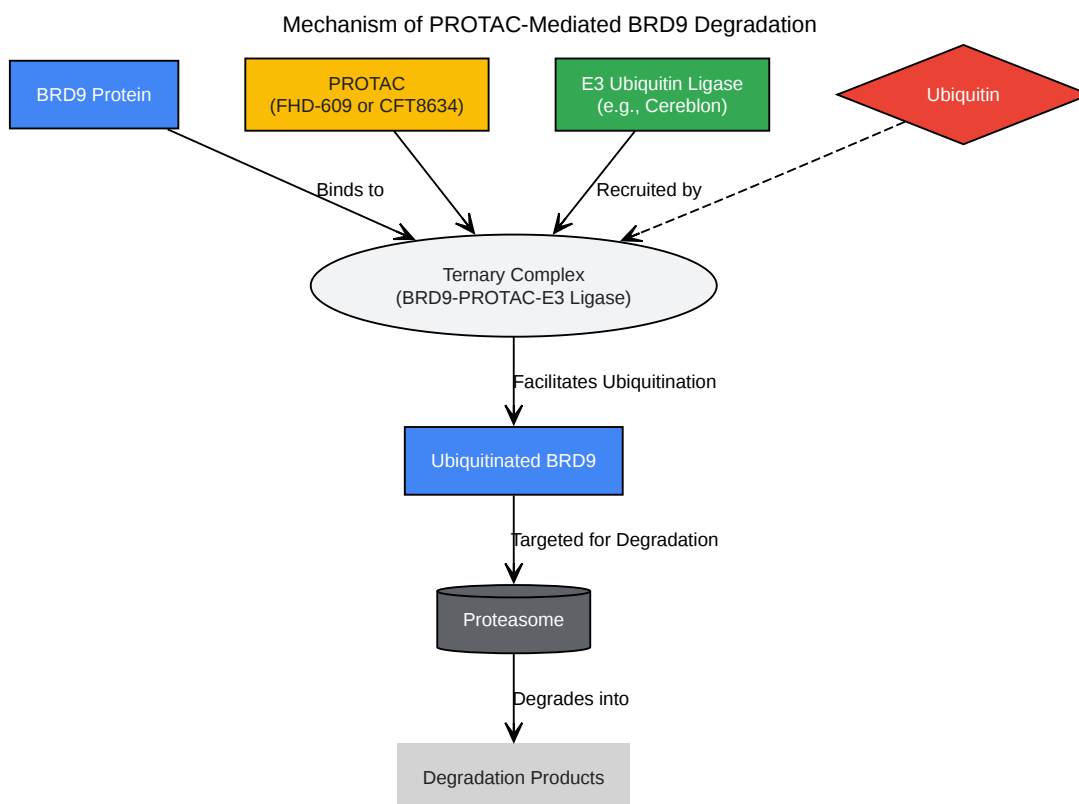 Mechanism of PROTAC-Mediated BRD9 Degradation
BRD9 Protein
PROTAC
(FHD-609 or CFT8634)
E3 Ubiquitin Ligase
(e.g., Cereblon)
Ubiquitin
Binds to
Recruited by
Ternary Complex
(BRD9-PROTAC-E3 Ligase)
Facilitates Ubiquitination
Ubiquitinated BRD9
Targeted for Degradation
Proteasome
Degrades into
Degradation Products